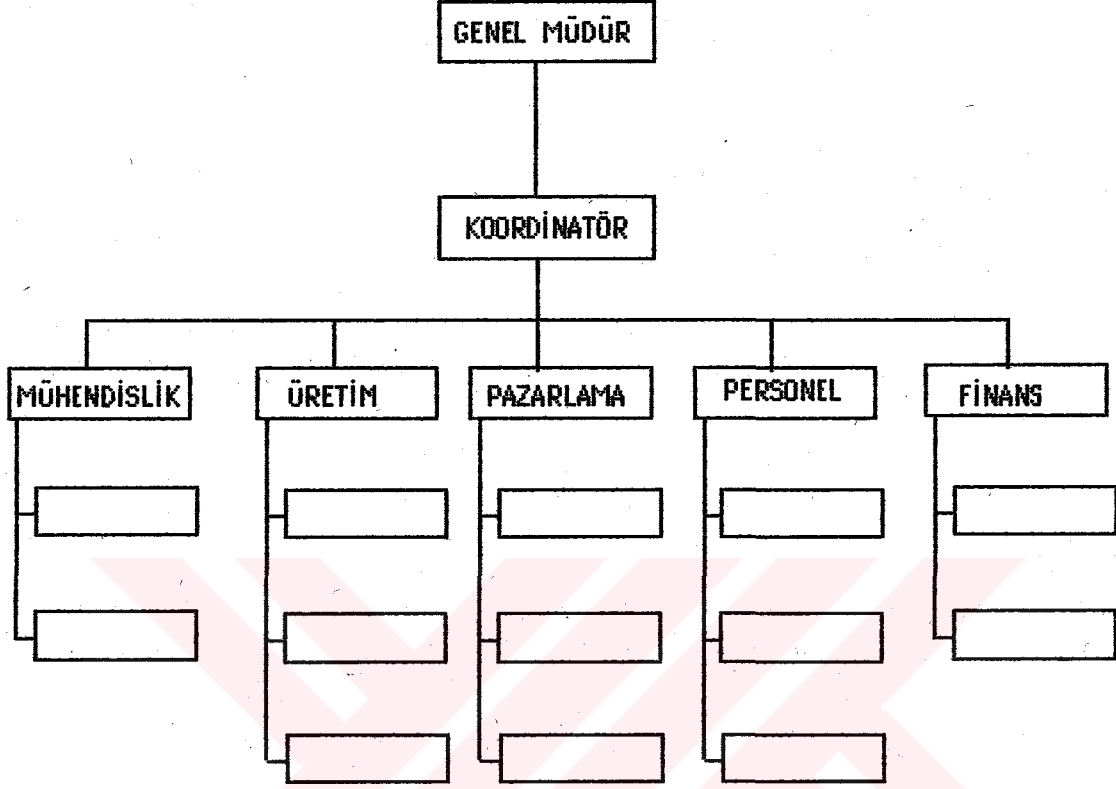 GENEL MÜDÜR
KOORDİNATÖR
MÜHENDİSLİK
ÜRETİM
PAZARLAMA
PERSONEL
FİNANS